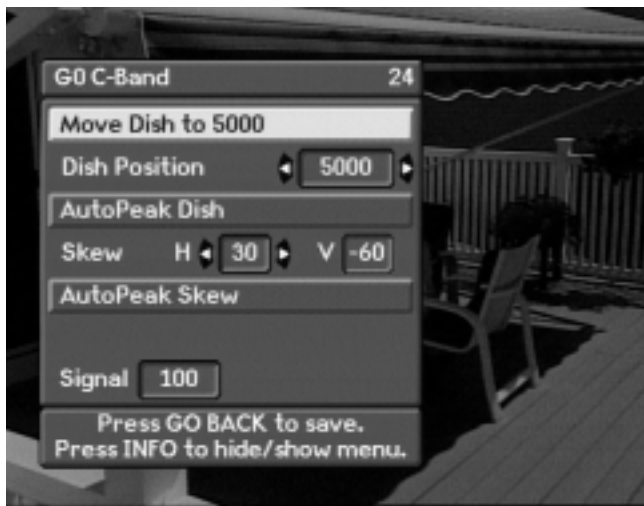 G0 C-Band 24
Move Dish to 5000
Dish Position 5000
AutoPeak Dish
Skew H 30 V -60
AutoPeak Skew
Signal 100
Press GO BACK to save.
Press INFO to hide/show menu.